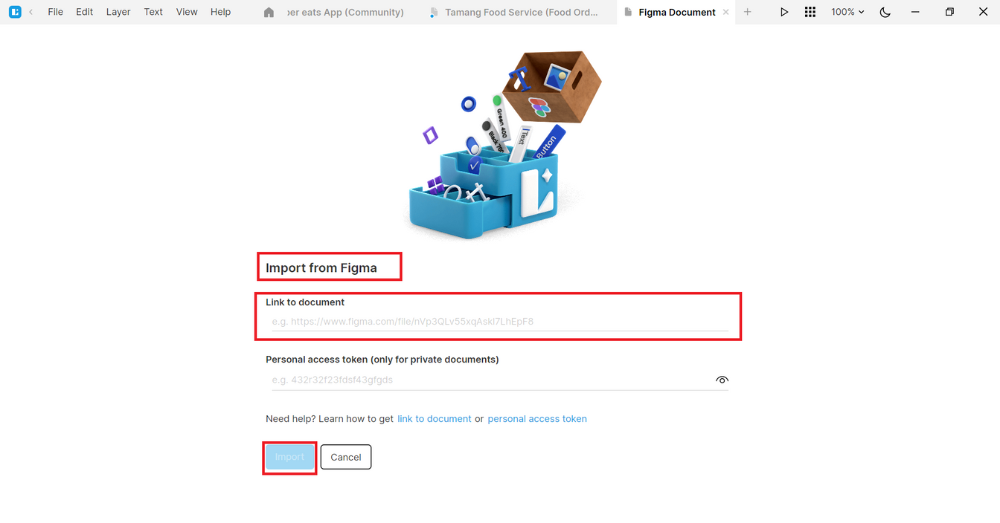 File Edit Layer Text View Help
per eats App (Community)
Tamang Food Service (Food Ord...
Figma Document
100%
T
Green 400
Black 700
Text
Button
Import from Figma
Link to document
e.g. https://www.figma.com/file/nVp3QLv55xqAskl7LhEpF8
Personal access token (only for private documents)
e.g. 432r32f23fdsf43gfgds
Need help? Learn how to get link to document or personal access token
Import Cancel